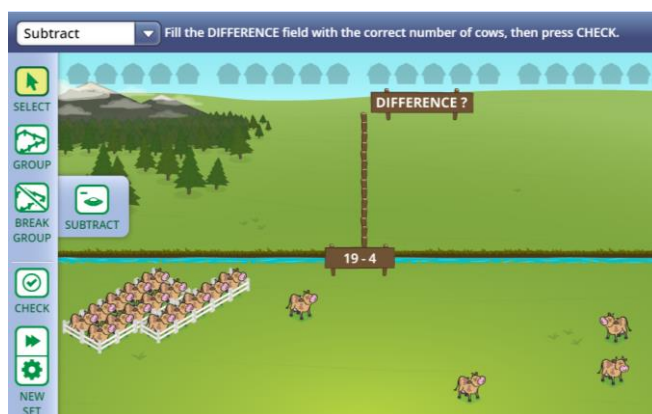 Subtract
Fill the DIFFERENCE field with the correct number of cows, then press CHECK.
SELECT
GROUP
BREAK
GROUP
SUBTRACT
CHECK
NEW
SET
DIFFERENCE ?
19 - 4